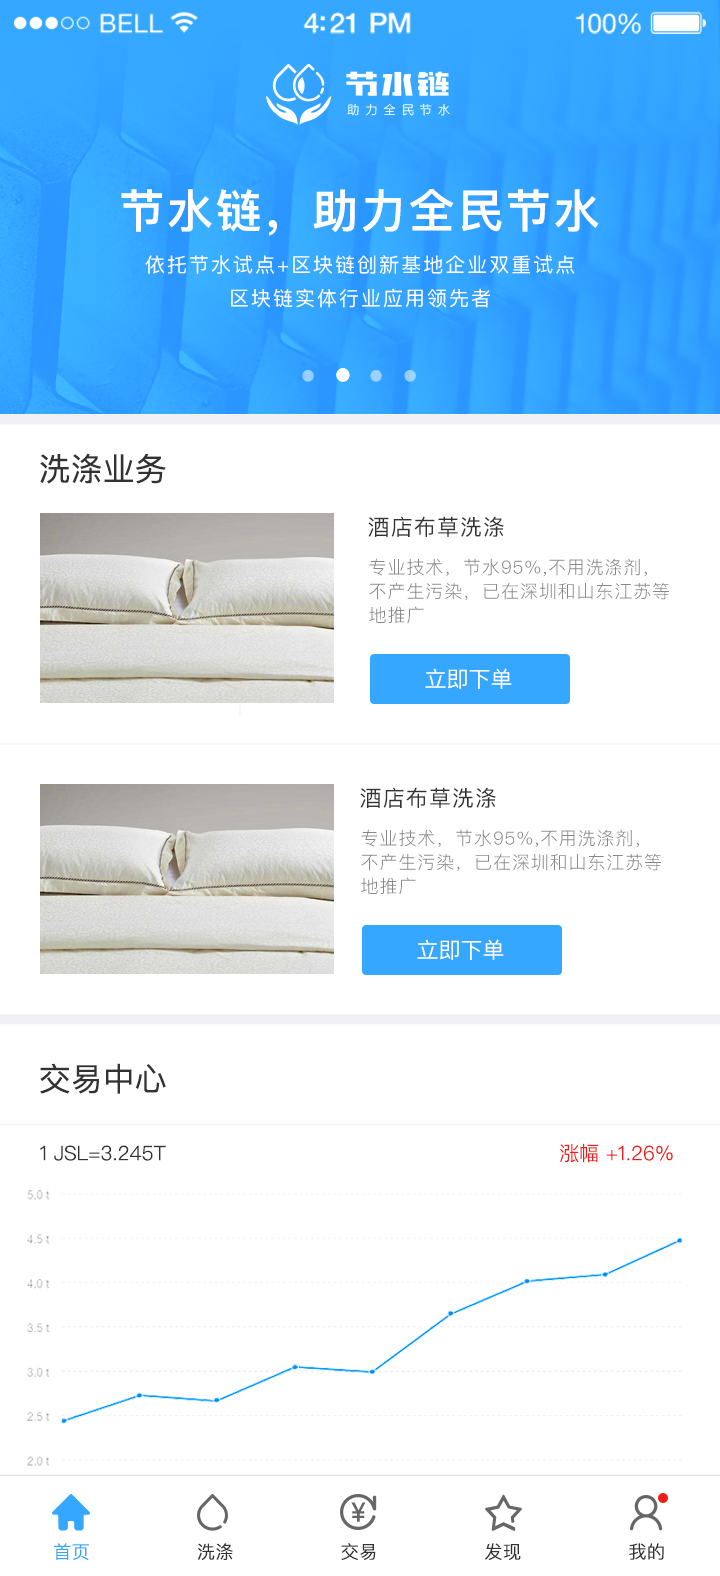 BELL 4:21 PM 100%
节水链
助力全民节水
节水链，助力全民节水
依托节水试点+区块链创新基地企业双重试点
区块链实体行业应用领先者
洗涤业务
酒店布草洗涤
专业技术，节水95%,不用洗涤剂，
不产生污染，已在深圳和山东江苏等
地推广
立即下单
酒店布草洗涤
专业技术，节水95%,不用洗涤剂，
不产生污染，已在深圳和山东江苏等
地推广
立即下单
交易中心
1 JSL=3.245T 涨幅 +1.26%
5.0 t
4.5 t
4.0 t
3.5 t
3.0 t
2.5 t
2.0 t
首页 洗涤 交易 发现 我的